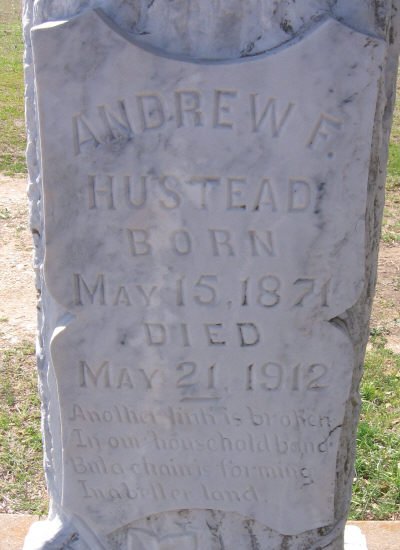 ANDREW F.
HUSTEAD
BORN
MAY 15, 1871
DIED
MAY 21, 1912
Another link is broken
In our household band
But a chain is forming
In a better land.